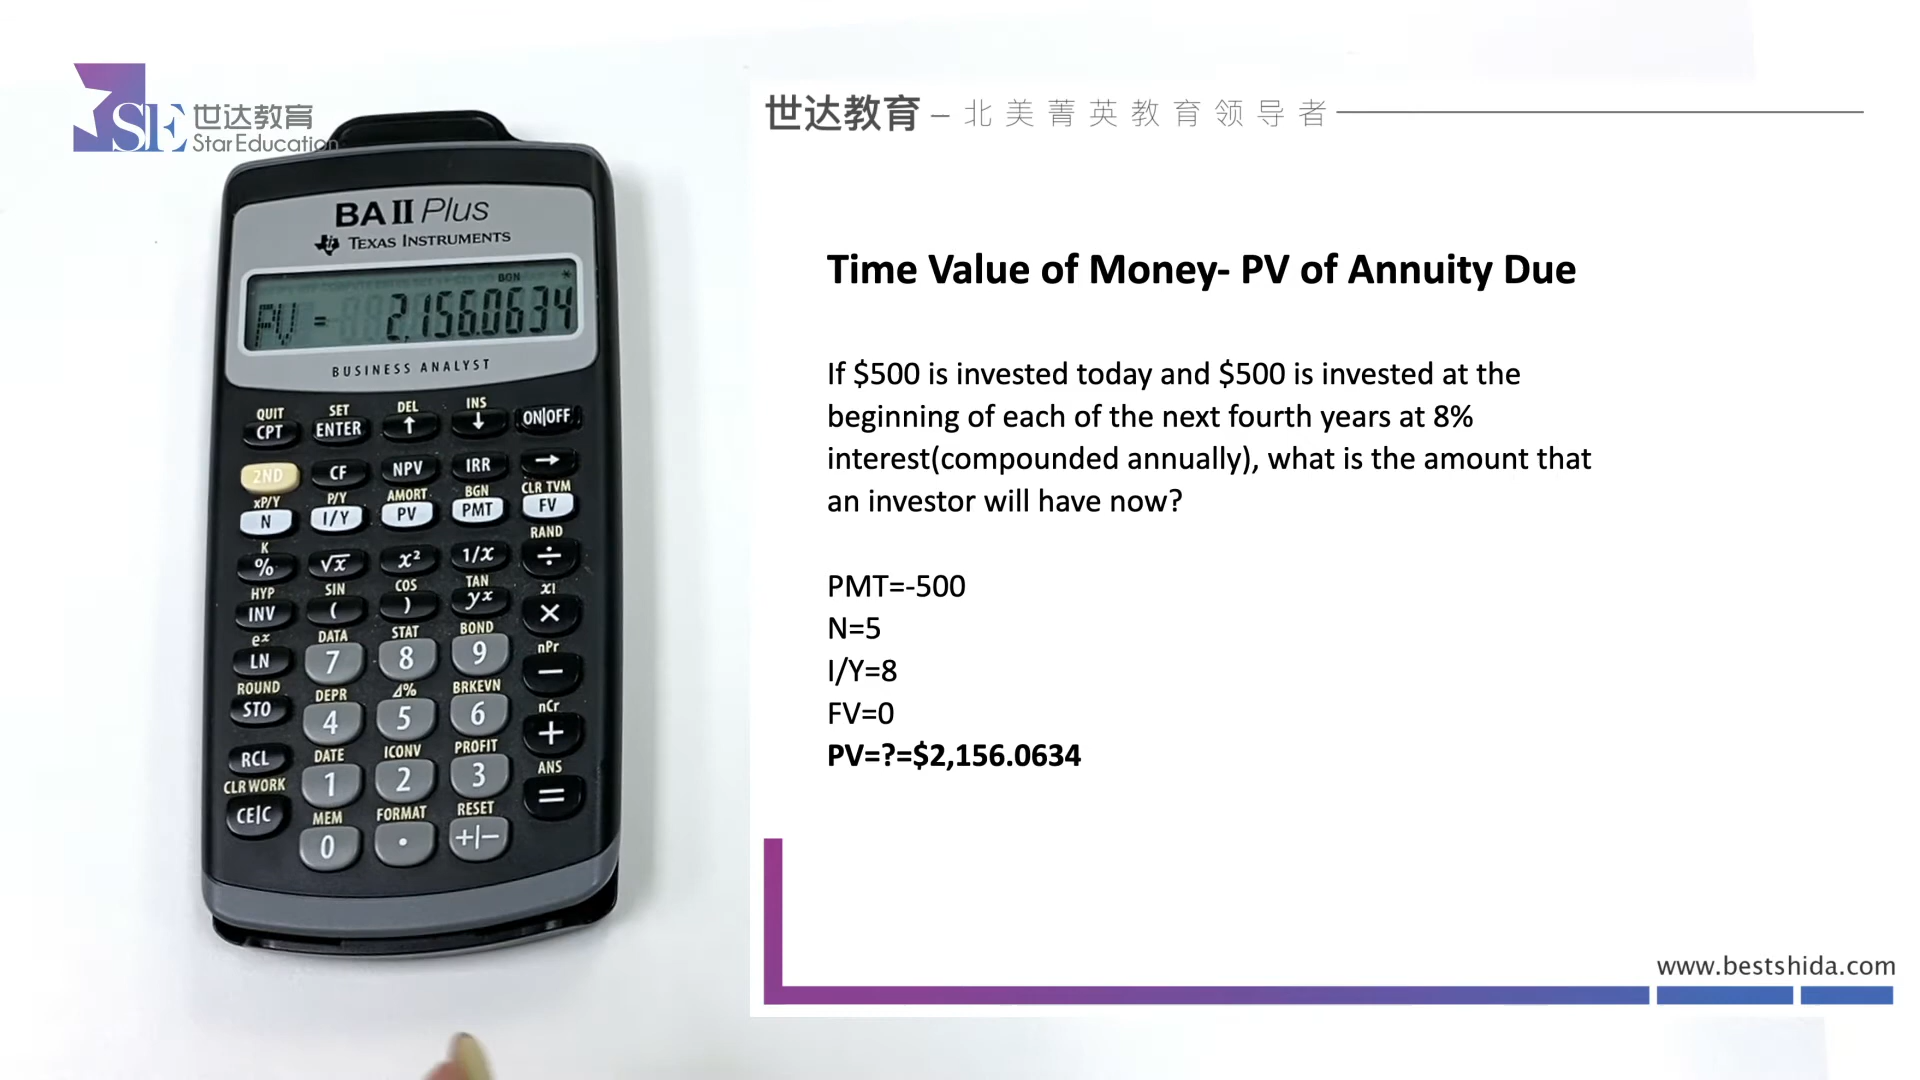 SE 世达教育
Star Education
世达教育 – 北美菁英教育领导者
BA II Plus
TEXAS INSTRUMENTS
BGN *
PV = 2,156.0634
BUSINESS ANALYST
QUIT SET DEL INS
CPT ENTER ↑ ↓ ON|OFF
2ND CF NPV IRR →
xP/Y P/Y AMORT BGN CLR TVM
N I/Y PV PMT FV
K RAND
% √x x² 1/x ÷
HYP SIN COS TAN x!
INV ( ) yx ×
ex DATA STAT BOND nPr
LN 7 8 9 −
ROUND DEPR Δ% BRKEVN nCr
STO 4 5 6 +
DATE ICONV PROFIT ANS
RCL 1 2 3 =
CLR WORK MEM FORMAT RESET
CE|C 0 . +|−
Time Value of Money- PV of Annuity Due
If $500 is invested today and $500 is invested at the
beginning of each of the next fourth years at 8%
interest(compounded annually), what is the amount that
an investor will have now?
PMT=-500
N=5
I/Y=8
FV=0
PV=?=$2,156.0634
www.bestshida.com